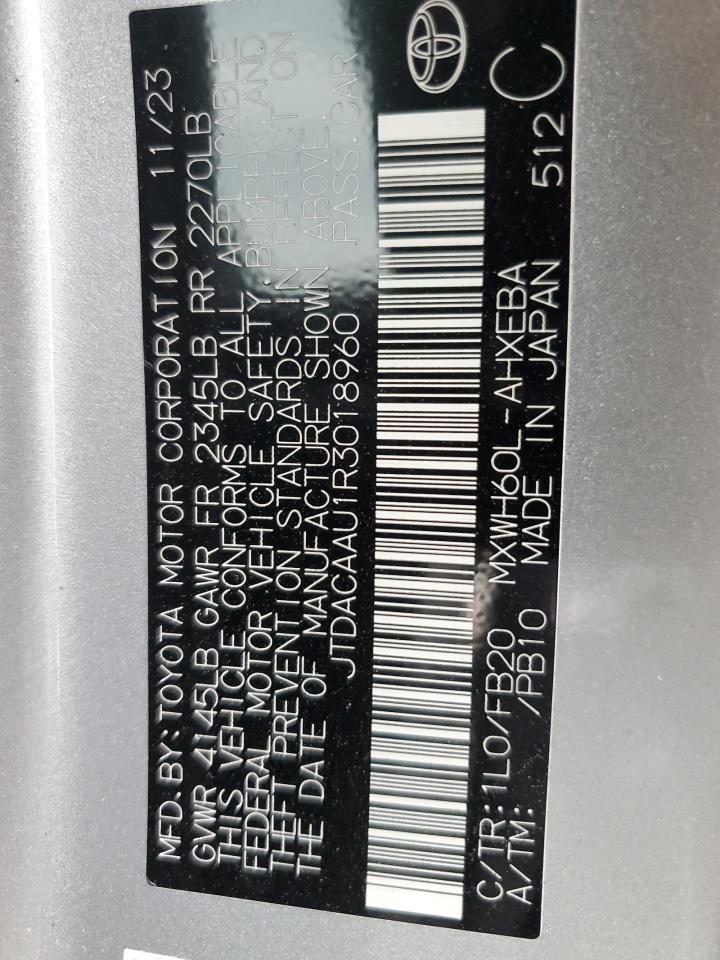 MFD. BY: TOYOTA MOTOR CORPORATION 11/23
GVWR 4145LB GAWR FR 2345LB RR 2270LB
THIS VEHICLE CONFORMS TO ALL APPLICABLE
FEDERAL MOTOR VEHICLE SAFETY, BUMPER, AND
THEFT PREVENTION STANDARDS IN EFFECT ON
THE DATE OF MANUFACTURE SHOWN ABOVE.
JTDACAAU1R3018960 PASS. CAR
C/TR: 1L0/FB20 MXWH60L-AHXEBA C
A/TM: /PB10 MADE IN JAPAN 512